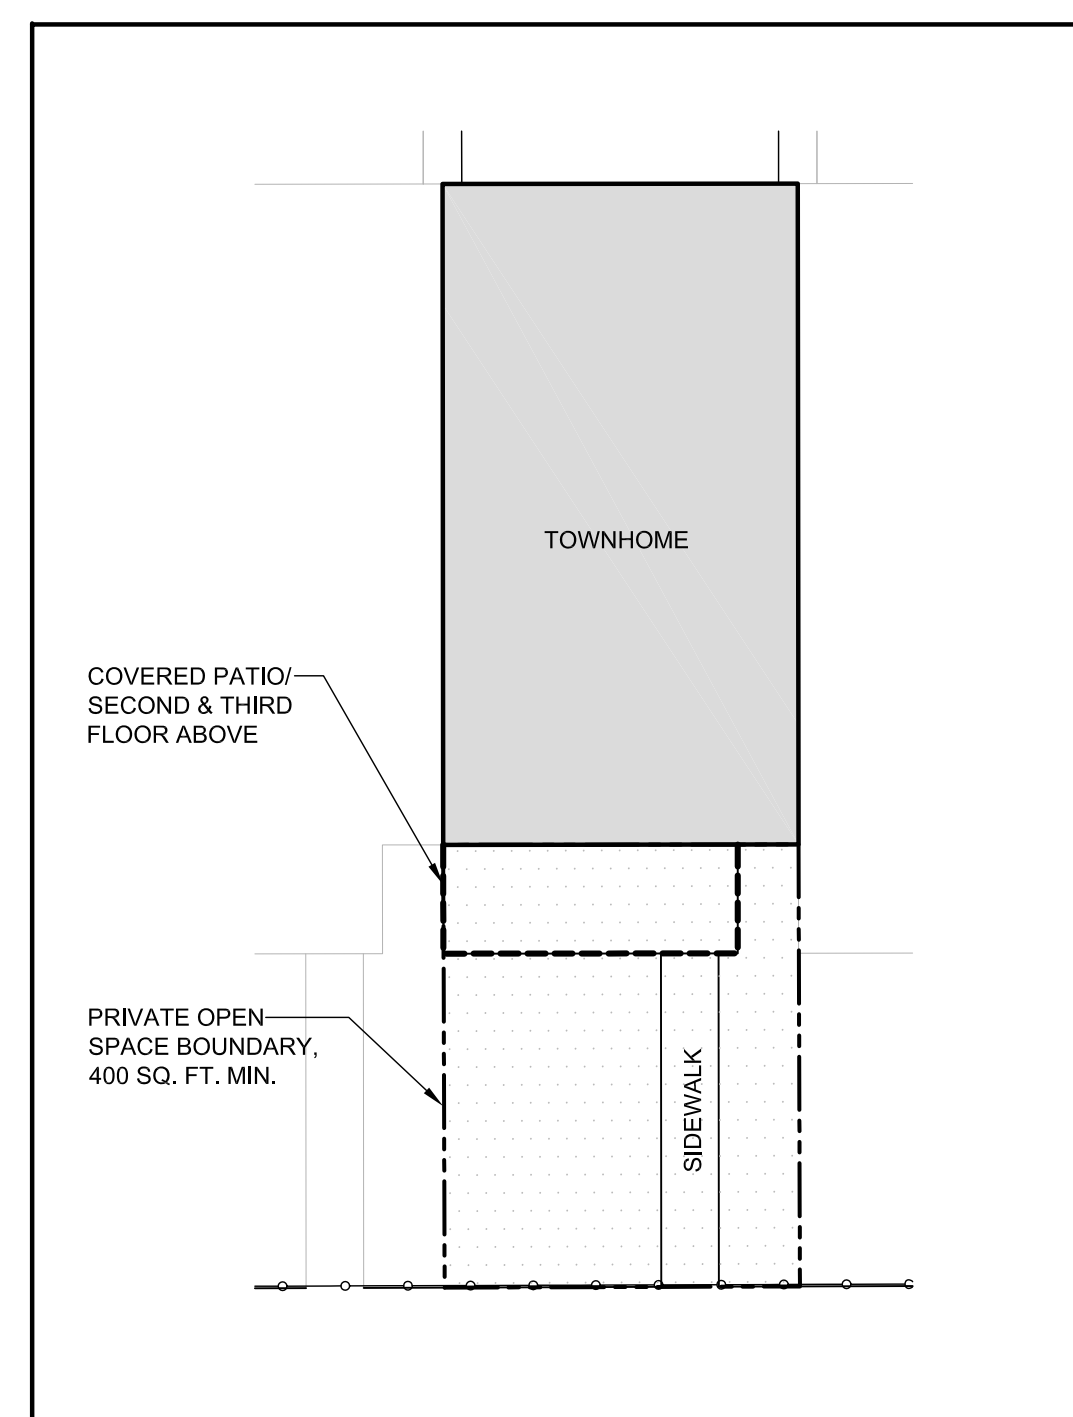 TOWNHOME
COVERED PATIO/
SECOND & THIRD
FLOOR ABOVE
PRIVATE OPEN
SPACE BOUNDARY,
400 SQ. FT. MIN.
SIDEWALK